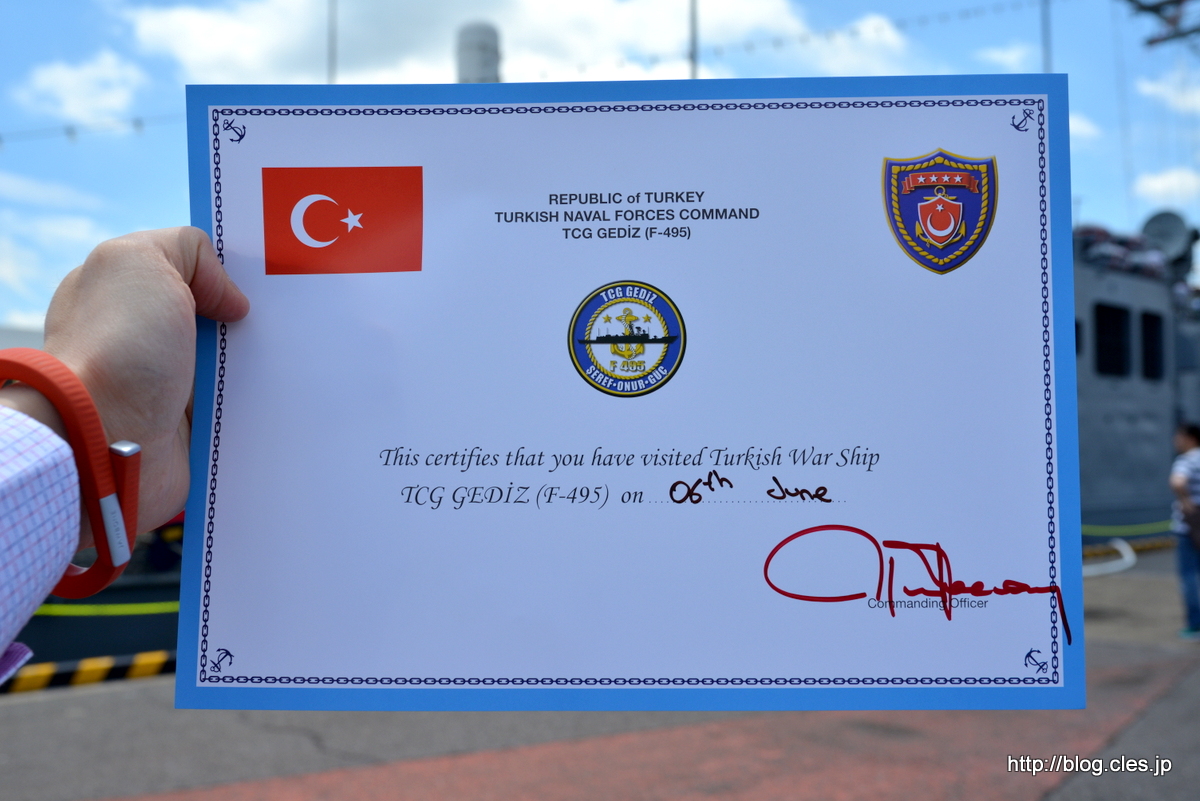 REPUBLIC of TURKEY
TURKISH NAVAL FORCES COMMAND
TCG GEDİZ (F-495)
TCG GEDİZ
F 495
ŞEREF•ONUR•GÜÇ
This certifies that you have visited Turkish War Ship
TCG GEDİZ (F-495) on 06th June
Commanding Officer
http://blog.cles.jp